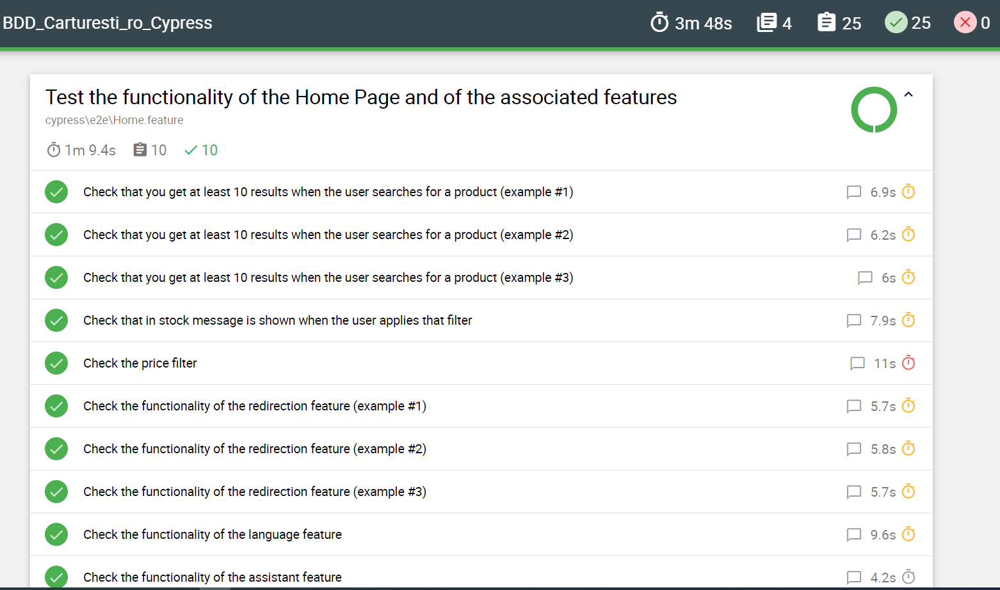 BDD_Carturesti_ro_Cypress 3m 48s 4 25 25 0
Test the functionality of the Home Page and of the associated features
cypress\e2e\Home.feature
1m 9.4s 10 10
Check that you get at least 10 results when the user searches for a product (example #1) 6.9s
Check that you get at least 10 results when the user searches for a product (example #2) 6.2s
Check that you get at least 10 results when the user searches for a product (example #3) 6s
Check that in stock message is shown when the user applies that filter 7.9s
Check the price filter 11s
Check the functionality of the redirection feature (example #1) 5.7s
Check the functionality of the redirection feature (example #2) 5.8s
Check the functionality of the redirection feature (example #3) 5.7s
Check the functionality of the language feature 9.6s
Check the functionality of the assistant feature 4.2s